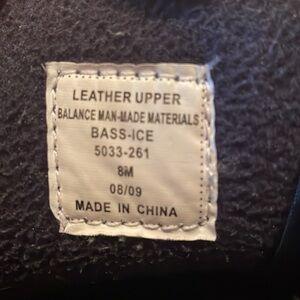 LEATHER UPPER
BALANCE MAN-MADE MATERIALS
BASS-ICE
5033-261
8M
08/09
MADE IN CHINA